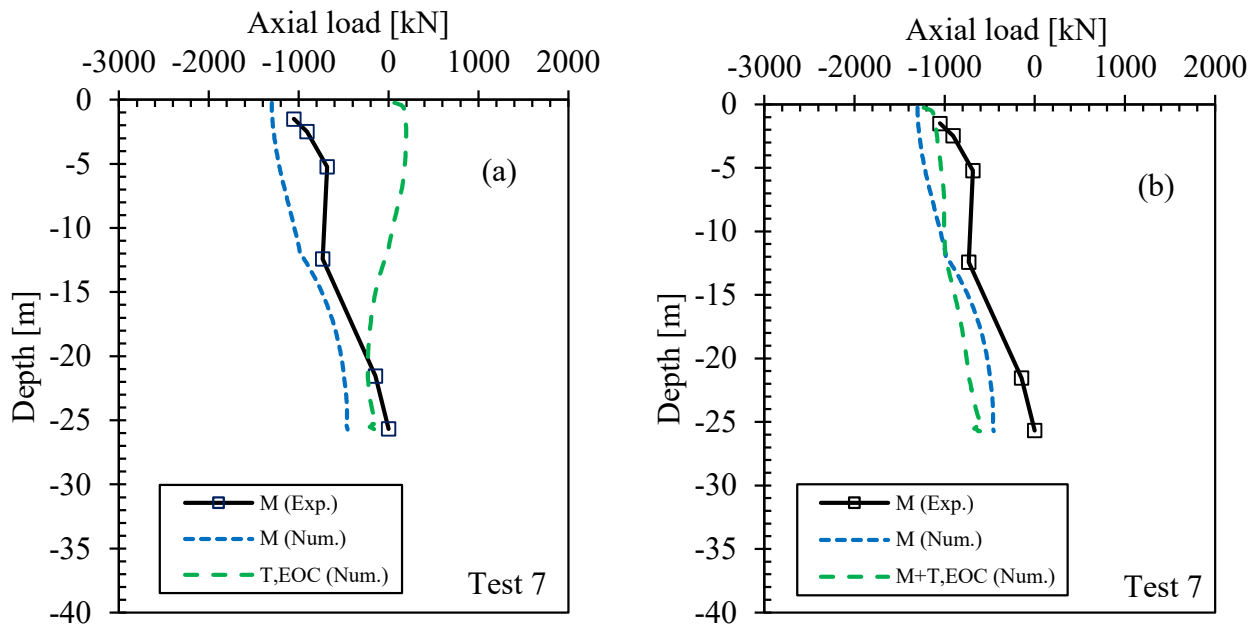 Axial load [kN]
-3000 -2000 -1000 0 1000 2000
0
-5
-10
-15
-20
-25
-30
-35
-40
Depth [m]
(a)
M (Exp.)
M (Num.)
T,EOC (Num.)
Test 7
Axial load [kN]
-3000 -2000 -1000 0 1000 2000
0
-5
-10
-15
-20
-25
-30
-35
-40
Depth [m]
(b)
M (Exp.)
M (Num.)
M+T,EOC (Num.)
Test 7